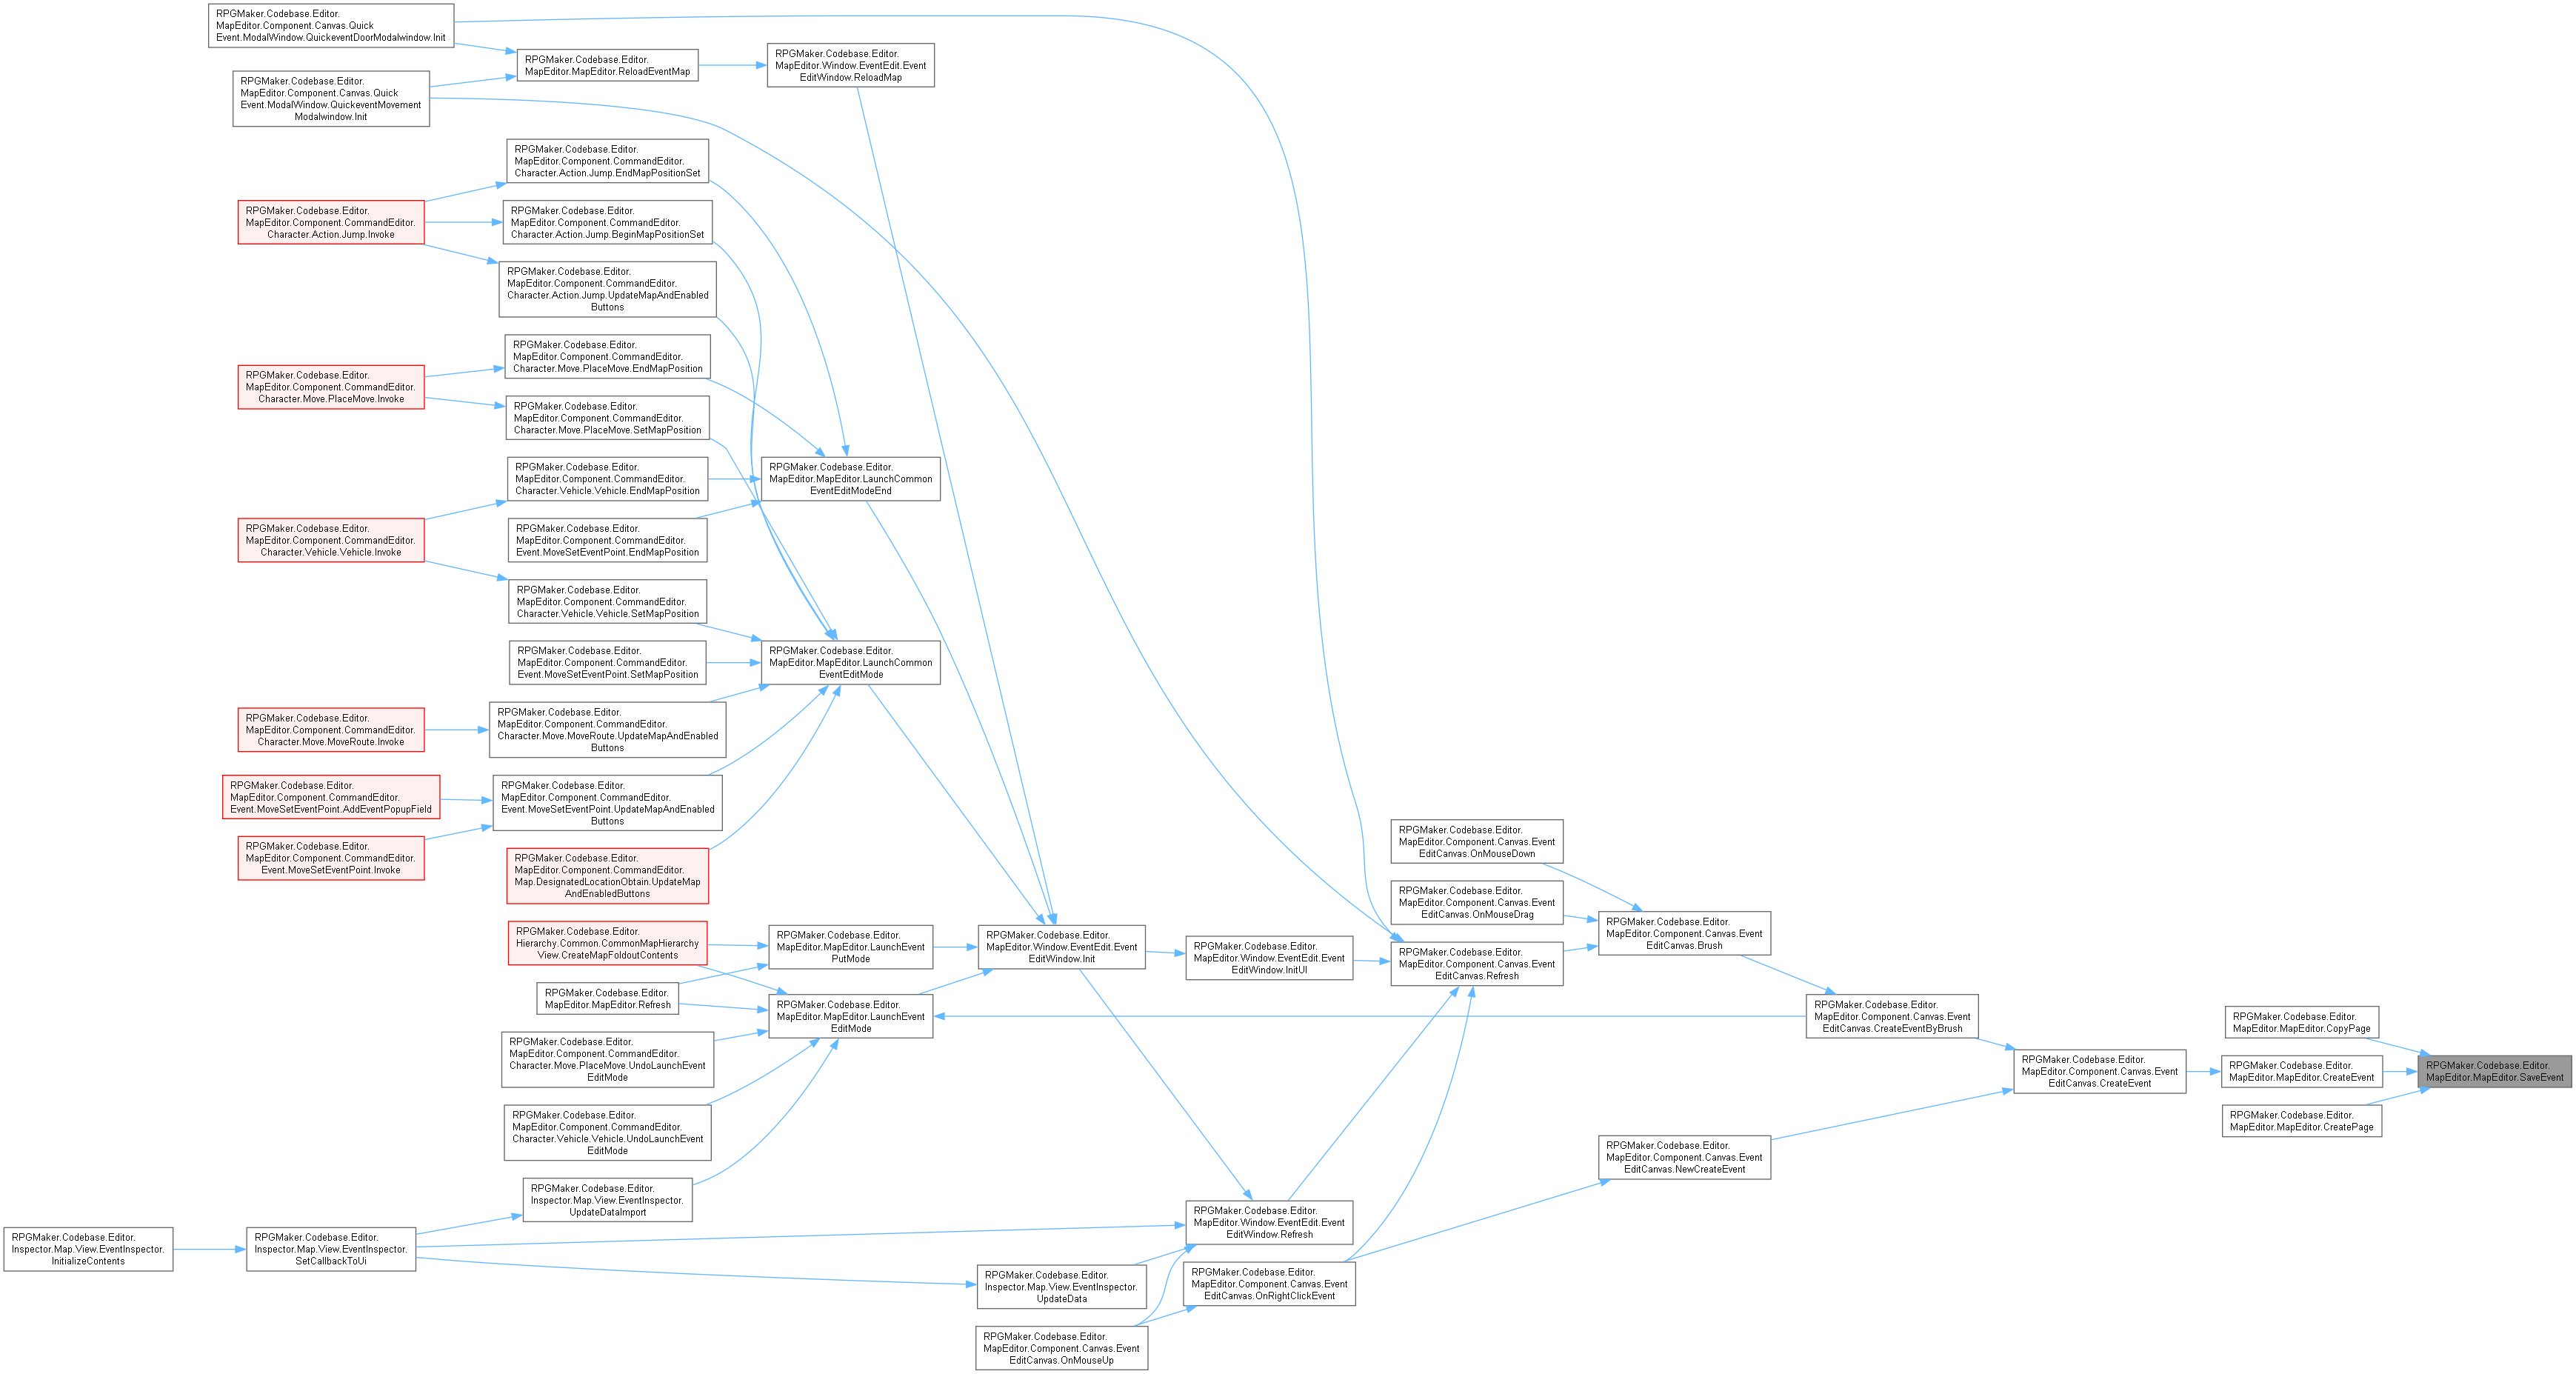 RPGMaker.Codebase.Editor.
MapEditor.Component.Canvas.Quick
Event.ModalWindow.QuickeventDoorModalwindow.Init
RPGMaker.Codebase.Editor.
MapEditor.MapEditor.ReloadEventMap
RPGMaker.Codebase.Editor.
MapEditor.Window.EventEdit.Event
EditWindow.ReloadMap
RPGMaker.Codebase.Editor.
MapEditor.Component.Canvas.Quick
Event.ModalWindow.QuickeventMovement
Modalwindow.Init
RPGMaker.Codebase.Editor.
MapEditor.Component.CommandEditor.
Character.Action.Jump.EndMapPositionSet
RPGMaker.Codebase.Editor.
MapEditor.Component.CommandEditor.
Character.Action.Jump.Invoke
RPGMaker.Codebase.Editor.
MapEditor.Component.CommandEditor.
Character.Action.Jump.BeginMapPositionSet
RPGMaker.Codebase.Editor.
MapEditor.Component.CommandEditor.
Character.Action.Jump.UpdateMapAndEnabled
Buttons
RPGMaker.Codebase.Editor.
MapEditor.Component.CommandEditor.
Character.Move.PlaceMove.EndMapPosition
RPGMaker.Codebase.Editor.
MapEditor.Component.CommandEditor.
Character.Move.PlaceMove.Invoke
RPGMaker.Codebase.Editor.
MapEditor.Component.CommandEditor.
Character.Move.PlaceMove.SetMapPosition
RPGMaker.Codebase.Editor.
MapEditor.Component.CommandEditor.
Character.Vehicle.Vehicle.EndMapPosition
RPGMaker.Codebase.Editor.
MapEditor.MapEditor.LaunchCommon
EventEditModeEnd
RPGMaker.Codebase.Editor.
MapEditor.Component.CommandEditor.
Character.Vehicle.Vehicle.Invoke
RPGMaker.Codebase.Editor.
MapEditor.Component.CommandEditor.
Event.MoveSetEventPoint.EndMapPosition
RPGMaker.Codebase.Editor.
MapEditor.Component.CommandEditor.
Character.Vehicle.Vehicle.SetMapPosition
RPGMaker.Codebase.Editor.
MapEditor.Component.CommandEditor.
Event.MoveSetEventPoint.SetMapPosition
RPGMaker.Codebase.Editor.
MapEditor.MapEditor.LaunchCommon
EventEditMode
RPGMaker.Codebase.Editor.
MapEditor.Component.CommandEditor.
Character.Move.MoveRoute.Invoke
RPGMaker.Codebase.Editor.
MapEditor.Component.CommandEditor.
Character.Move.MoveRoute.UpdateMapAndEnabled
Buttons
RPGMaker.Codebase.Editor.
MapEditor.Component.CommandEditor.
Event.MoveSetEventPoint.AddEventPopupField
RPGMaker.Codebase.Editor.
MapEditor.Component.CommandEditor.
Event.MoveSetEventPoint.UpdateMapAndEnabled
Buttons
RPGMaker.Codebase.Editor.
MapEditor.Component.CommandEditor.
Event.MoveSetEventPoint.Invoke
RPGMaker.Codebase.Editor.
MapEditor.Component.CommandEditor.
Map.DesignatedLocationObtain.UpdateMap
AndEnabledButtons
RPGMaker.Codebase.Editor.
MapEditor.Component.Canvas.Event
EditCanvas.OnMouseDown
RPGMaker.Codebase.Editor.
MapEditor.Component.Canvas.Event
EditCanvas.OnMouseDrag
RPGMaker.Codebase.Editor.
MapEditor.Component.Canvas.Event
EditCanvas.Brush
RPGMaker.Codebase.Editor.
Hierarchy.Common.CommonMapHierarchy
View.CreateMapFoldoutContents
RPGMaker.Codebase.Editor.
MapEditor.MapEditor.LaunchEvent
PutMode
RPGMaker.Codebase.Editor.
MapEditor.Window.EventEdit.Event
EditWindow.Init
RPGMaker.Codebase.Editor.
MapEditor.Window.EventEdit.Event
EditWindow.InitUI
RPGMaker.Codebase.Editor.
MapEditor.Component.Canvas.Event
EditCanvas.Refresh
RPGMaker.Codebase.Editor.
MapEditor.MapEditor.Refresh
RPGMaker.Codebase.Editor.
MapEditor.MapEditor.LaunchEvent
EditMode
RPGMaker.Codebase.Editor.
MapEditor.Component.Canvas.Event
EditCanvas.CreateEventByBrush
RPGMaker.Codebase.Editor.
MapEditor.MapEditor.CopyPage
RPGMaker.Codebase.Editor.
MapEditor.Component.CommandEditor.
Character.Move.PlaceMove.UndoLaunchEvent
EditMode
RPGMaker.Codebase.Editor.
MapEditor.Component.Canvas.Event
EditCanvas.CreateEvent
RPGMaker.Codebase.Editor.
MapEditor.MapEditor.CreateEvent
RPGMaker.Codebase.Editor.
MapEditor.MapEditor.SaveEvent
RPGMaker.Codebase.Editor.
MapEditor.MapEditor.CreatePage
RPGMaker.Codebase.Editor.
MapEditor.Component.CommandEditor.
Character.Vehicle.Vehicle.UndoLaunchEvent
EditMode
RPGMaker.Codebase.Editor.
MapEditor.Component.Canvas.Event
EditCanvas.NewCreateEvent
RPGMaker.Codebase.Editor.
Inspector.Map.View.EventInspector.
UpdateDataImport
RPGMaker.Codebase.Editor.
MapEditor.Window.EventEdit.Event
EditWindow.Refresh
RPGMaker.Codebase.Editor.
Inspector.Map.View.EventInspector.
InitializeContents
RPGMaker.Codebase.Editor.
Inspector.Map.View.EventInspector.
SetCallbackToUi
RPGMaker.Codebase.Editor.
Inspector.Map.View.EventInspector.
UpdateData
RPGMaker.Codebase.Editor.
MapEditor.Component.Canvas.Event
EditCanvas.OnRightClickEvent
RPGMaker.Codebase.Editor.
MapEditor.Component.Canvas.Event
EditCanvas.OnMouseUp